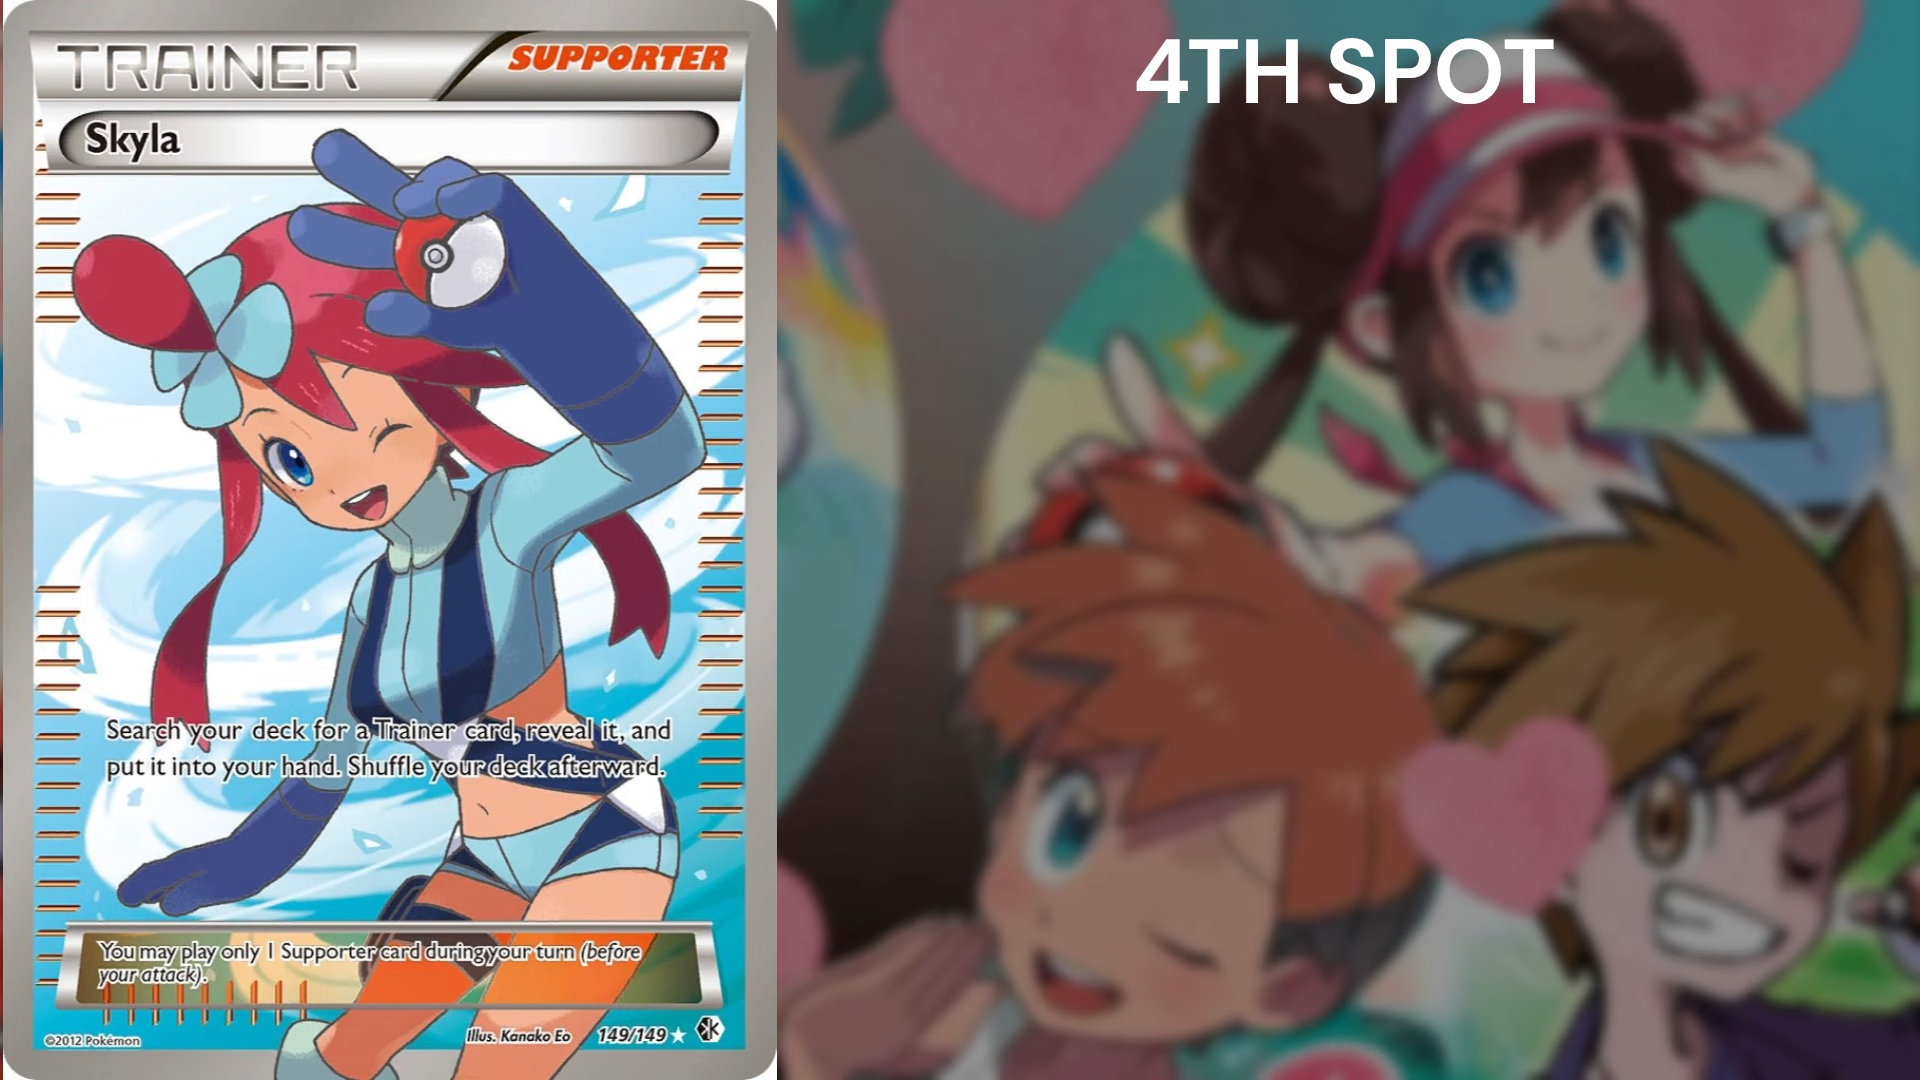 TRAINER
SUPPORTER
Skyla
4TH SPOT
Search your deck for a Trainer card, reveal it, and
put it into your hand. Shuffle your deck afterward.
You may play only 1 Supporter card during your turn (before
your attack).
©2012 Pokémon
Illus. Kanako Eo
149/149